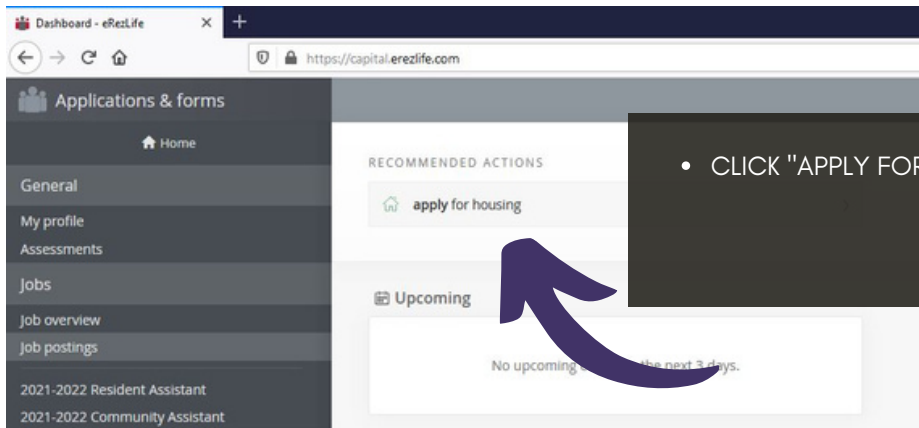 Dashboard - eRezLife
https://capital.erezlife.com
Applications & forms
Home
General
My profile
Assessments
Jobs
Job overview
Job postings
2021-2022 Resident Assistant
2021-2022 Community Assistant
RECOMMENDED ACTIONS
apply for housing
• CLICK "APPLY FOR
Upcoming
No upcoming the next 3 days.